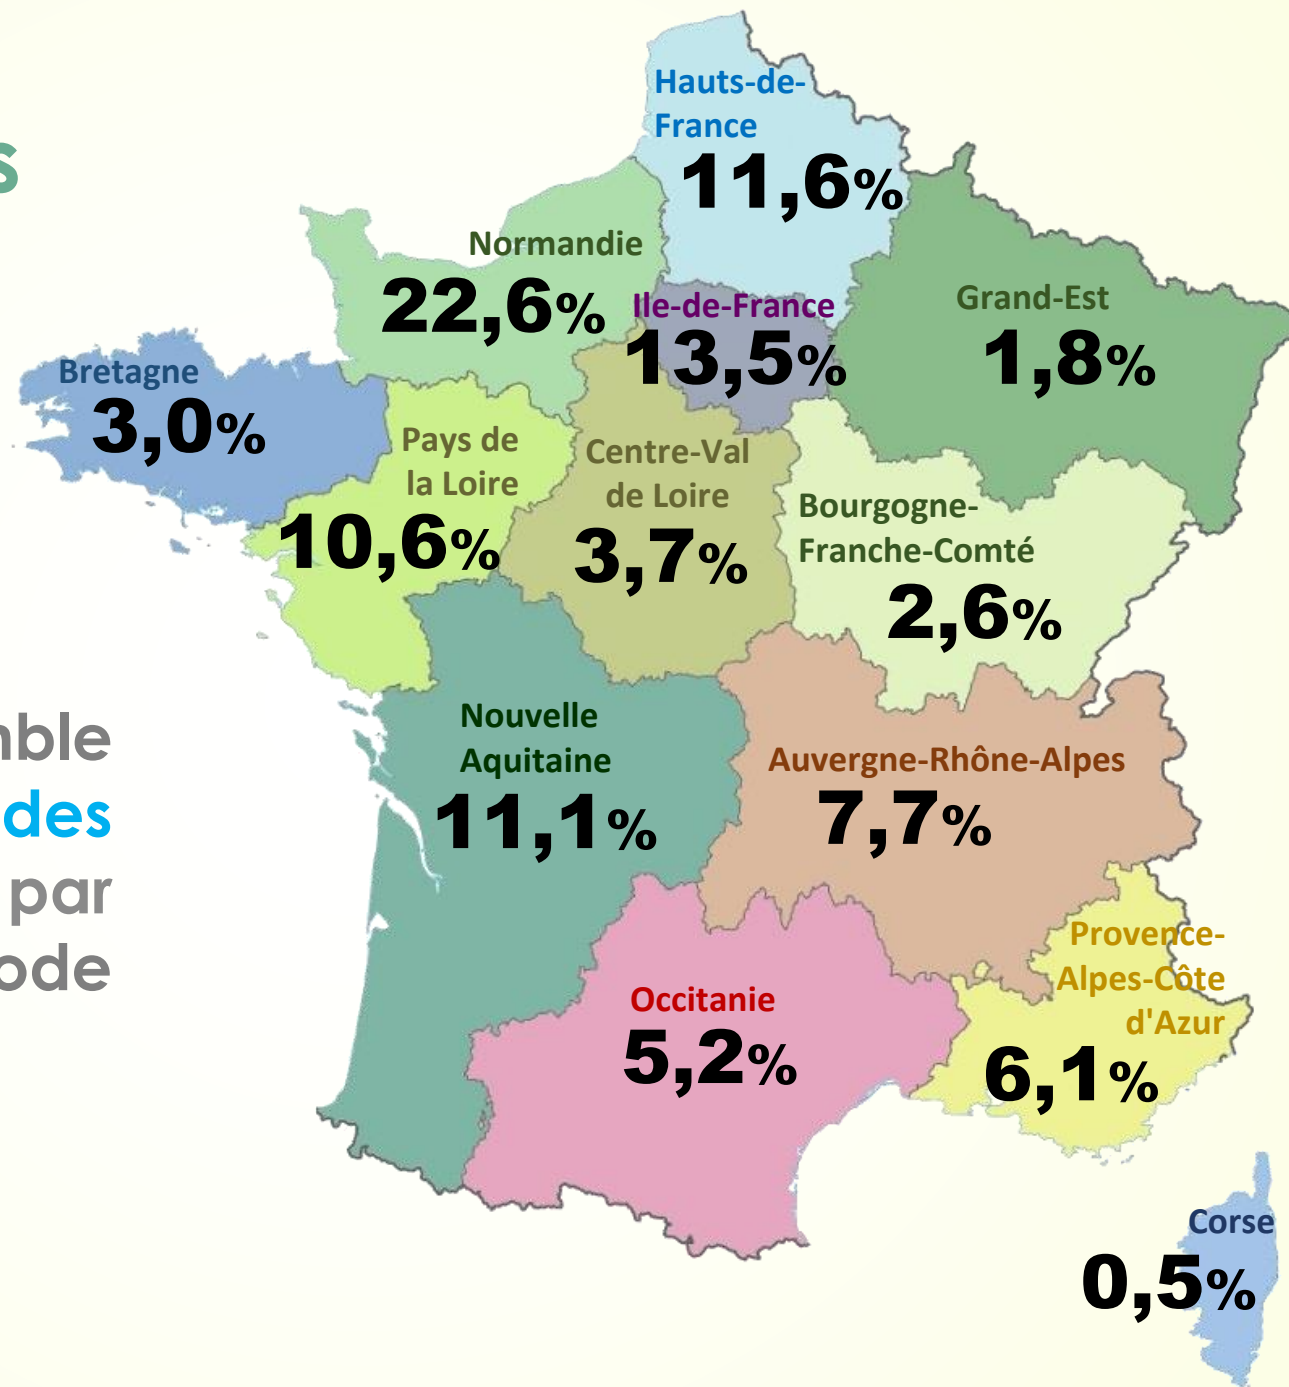 s
Hauts-de-
France
11,6%
Normandie
22,6%
Ile-de-France
13,5%
Grand-Est
1,8%
Bretagne
3,0%
Pays de
la Loire
10,6%
Centre-Val
de Loire
3,7%
Bourgogne-
Franche-Comté
2,6%
Nouvelle
Aquitaine
11,1%
Auvergne-Rhône-Alpes
7,7%
des
par
Provence-
Alpes-Côte
d'Azur
6,1%
Occitanie
5,2%
Corse
0,5%